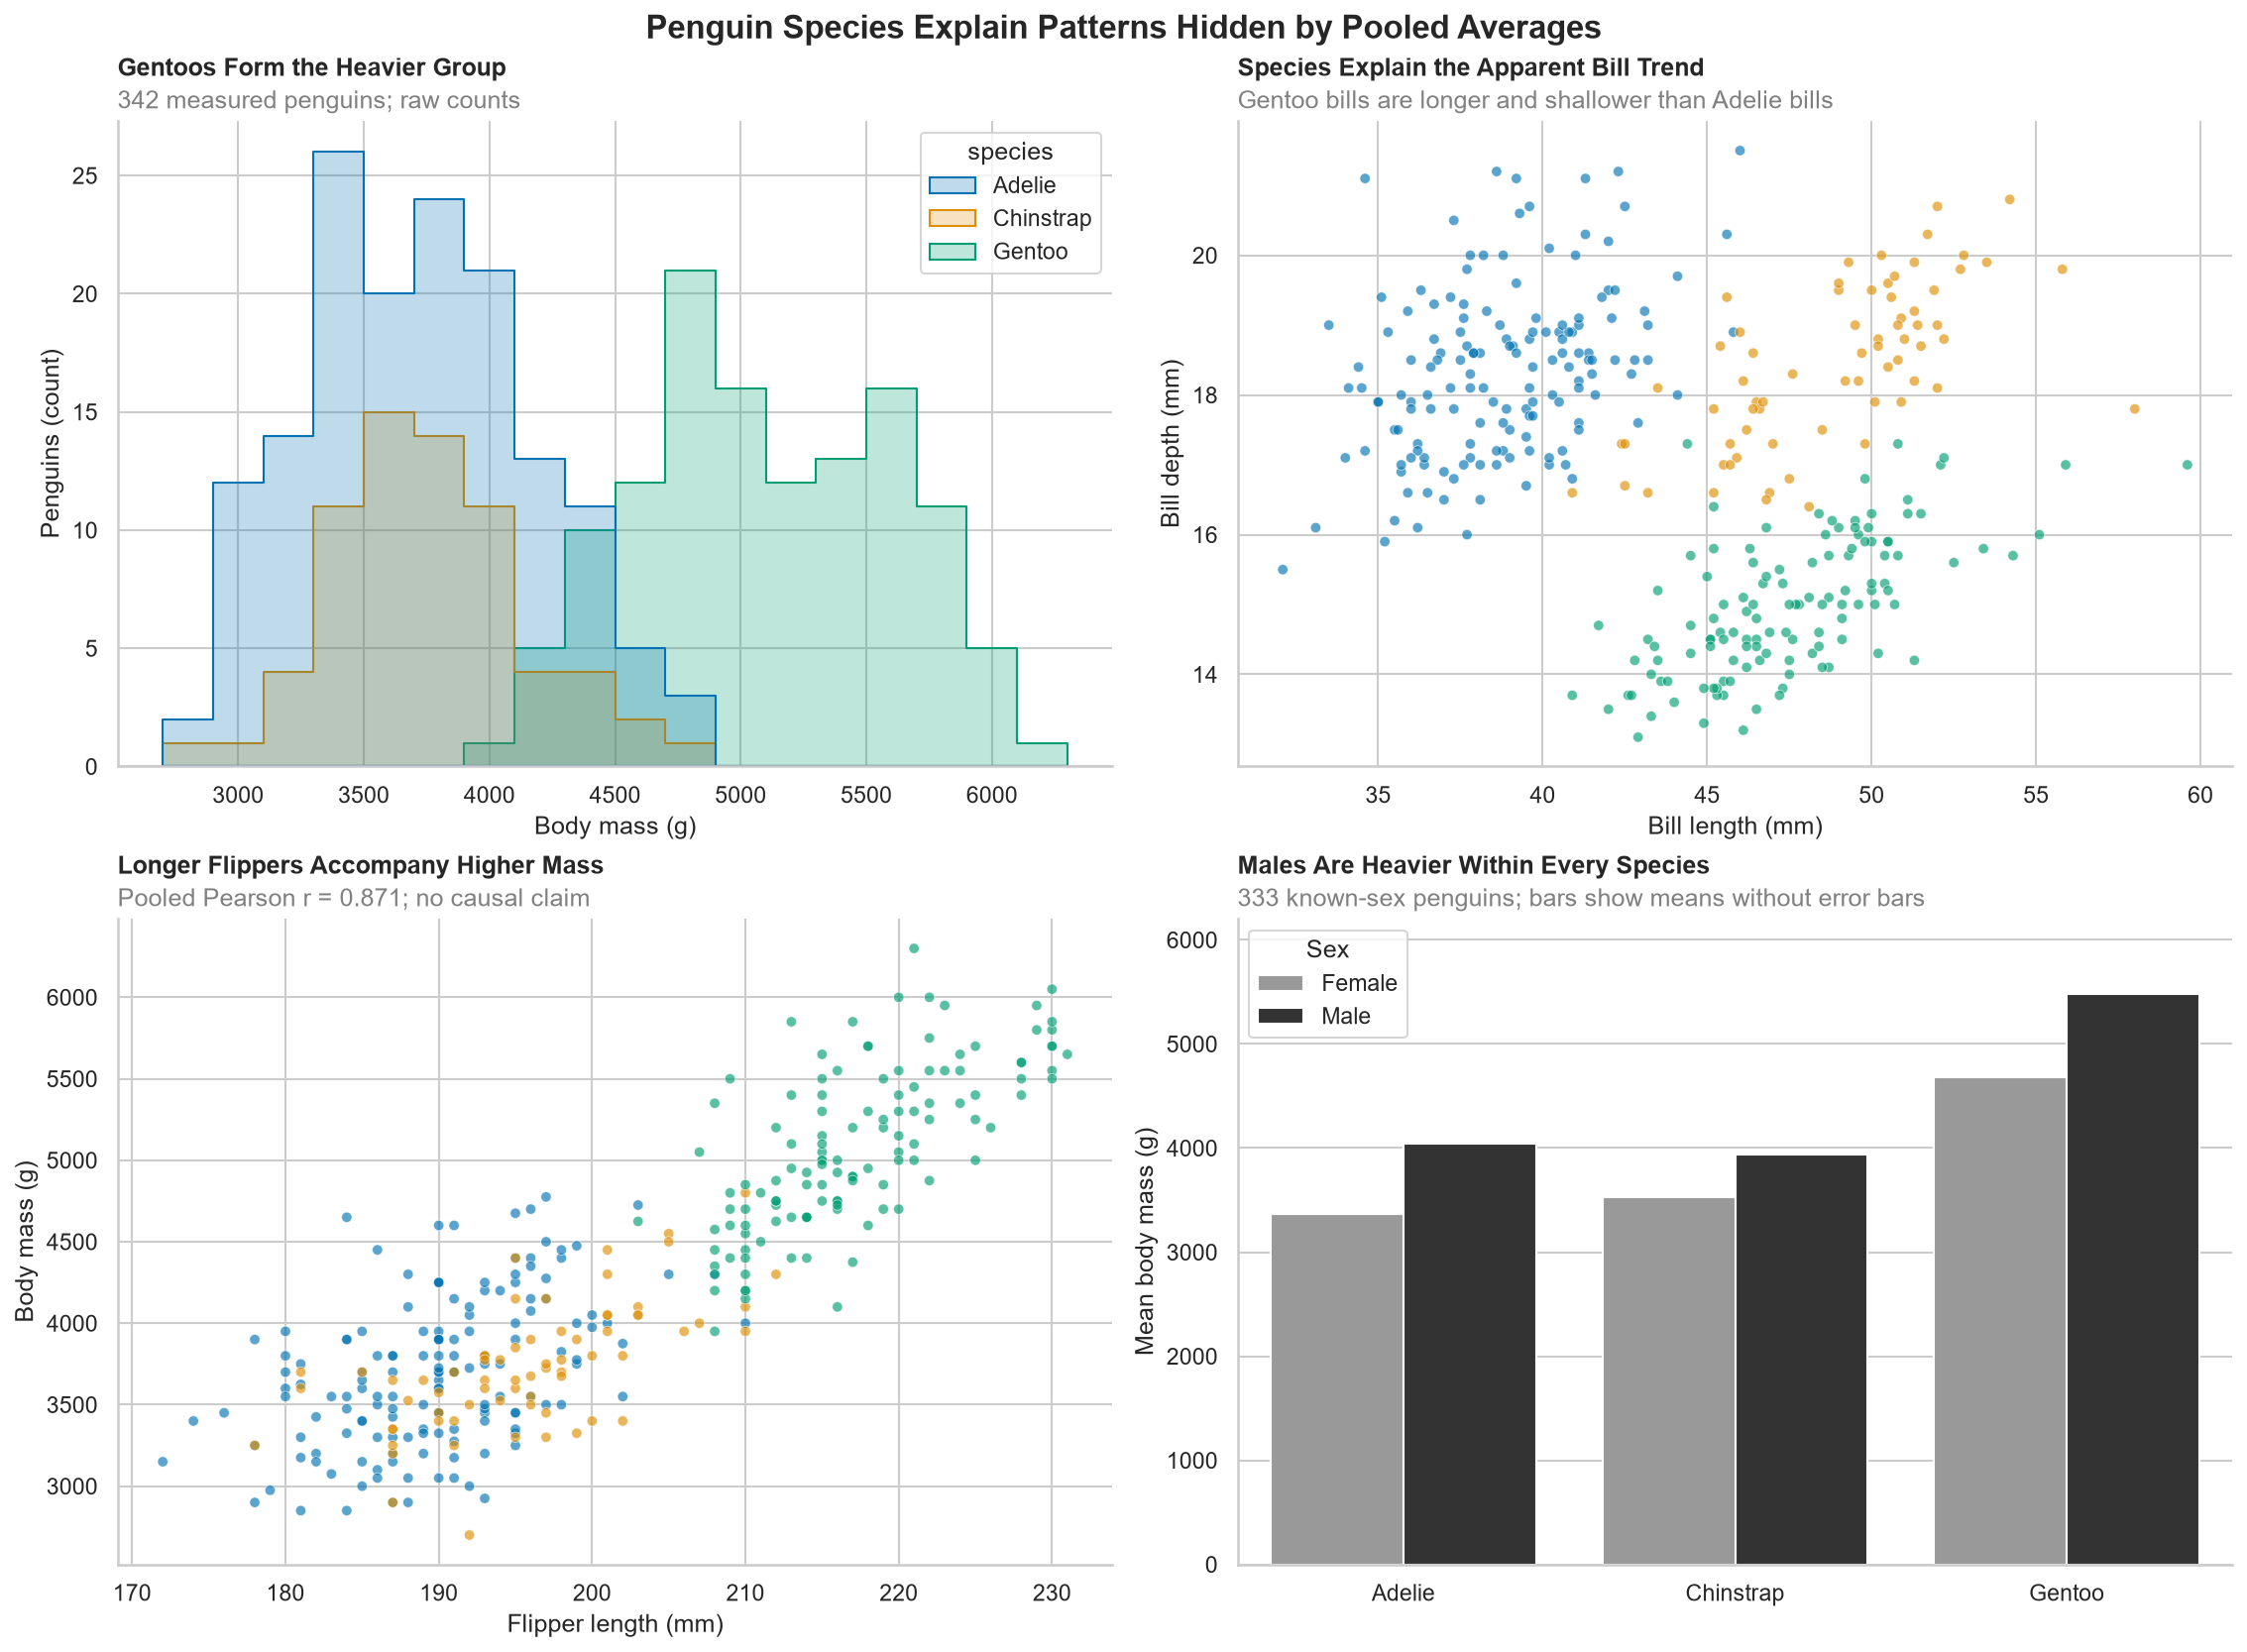 Penguin Species Explain Patterns Hidden by Pooled Averages
Gentoos Form the Heavier Group
342 measured penguins; raw counts
species
Adelie
Chinstrap
Gentoo
Penguins (count)
25
20
15
10
5
0
3000 3500 4000 4500 5000 5500 6000
Body mass (g)
Species Explain the Apparent Bill Trend
Gentoo bills are longer and shallower than Adelie bills
Bill depth (mm)
20
18
16
14
35 40 45 50 55 60
Bill length (mm)
Longer Flippers Accompany Higher Mass
Pooled Pearson r = 0.871; no causal claim
Body mass (g)
6000
5500
5000
4500
4000
3500
3000
170 180 190 200 210 220 230
Flipper length (mm)
Males Are Heavier Within Every Species
333 known-sex penguins; bars show means without error bars
Sex
Female
Male
Mean body mass (g)
6000
5000
4000
3000
2000
1000
0
Adelie Chinstrap Gentoo